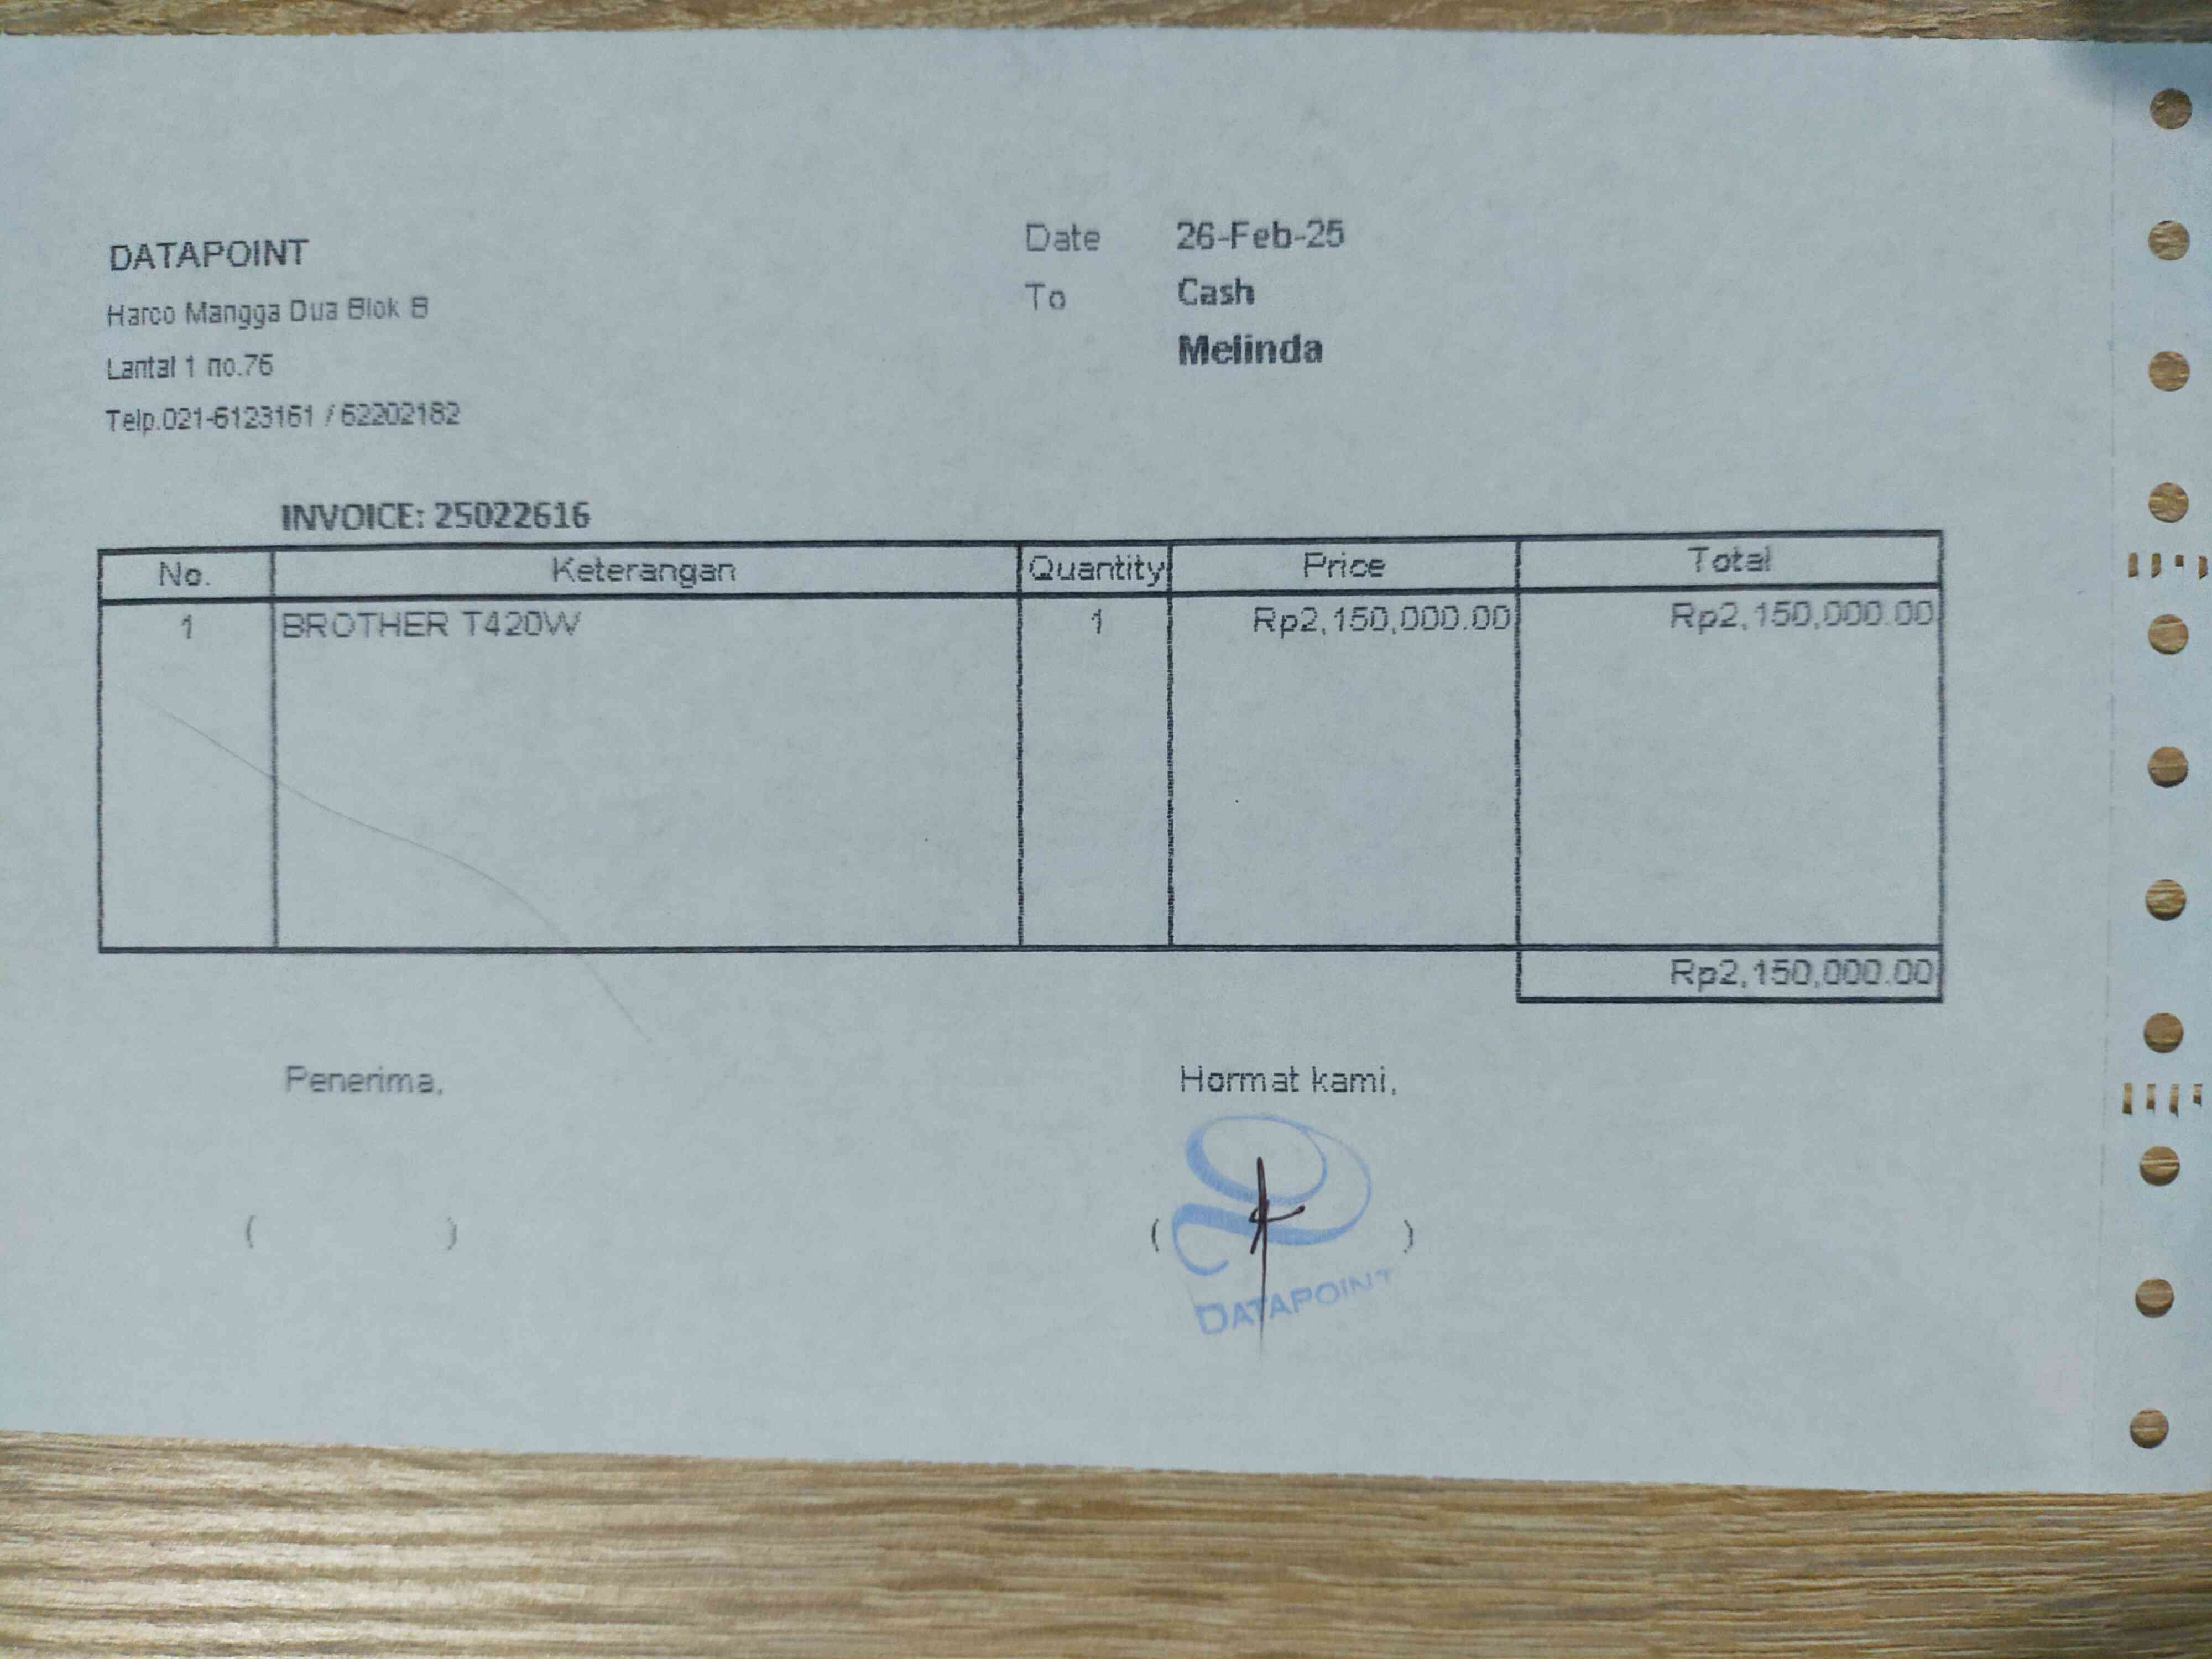 DATAPOINT
Harco Mangga Dua Blok B
Lantai 1 no.76
Telp.021-6123161 / 62202182
Date 26-Feb-25
To Cash
Melinda
INVOICE: 25022616
No. Keterangan Quantity Price Total
1 BROTHER T420W 1 Rp2,150,000.00 Rp2,150,000.00
Rp2,150,000.00
Penerima, Hormat kami,
( ) ( )
DATAPOINT